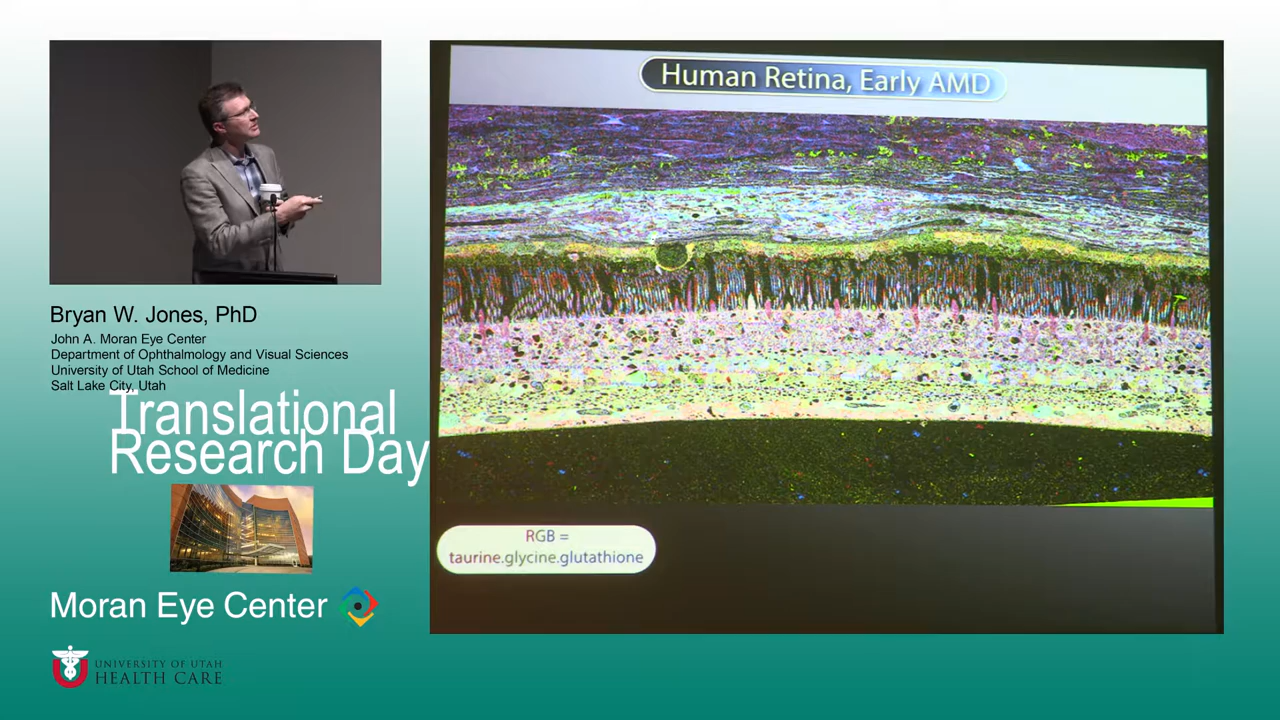 Human Retina, Early AMD
Bryan W. Jones, PhD
John A. Moran Eye Center
Department of Ophthalmology and Visual Sciences
University of Utah School of Medicine
Salt Lake City, Utah
Translational
Research Day
RGB =
taurine.glycine.glutathione
Moran Eye Center
UNIVERSITY OF UTAH
HEALTH CARE